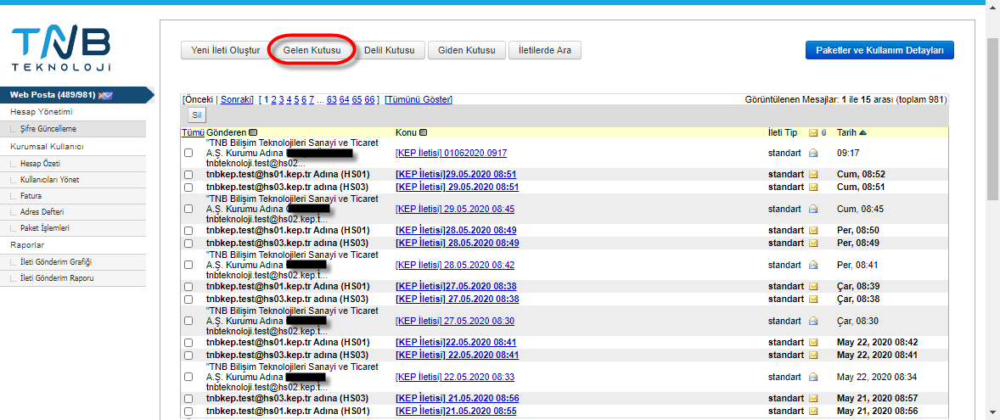 TNB
TEKNOLOJİ
Yeni İleti Oluştur Gelen Kutusu Delil Kutusu Giden Kutusu İletilerde Ara
Paketler ve Kullanım Detayları
Web Posta (489/981)
Hesap Yönetimi
Şifre Güncelleme
Kurumsal Kullanıcı
Hesap Özeti
Kullanıcıları Yönet
Fatura
Adres Defteri
Paket İşlemleri
Raporlar
İleti Gönderim Grafiği
İleti Gönderim Raporu
[Önceki | Sonraki] [ 1 2 3 4 5 6 7 ... 63 64 65 66 ] [Tümünü Göster] Görüntülenen Mesajlar: 1 ile 15 arası (toplam 981)
Sil
Tümü Gönderen Konu İleti Tip Tarih
"TNB Bilişim Teknolojileri Sanayi ve Ticaret
A.Ş. Kurumu Adına [KEP İletisi] 01062020.0917 standart 09:17
tnbteknoloji.test@hs02...
tnbkep.test@hs01.kep.tr Adına (HS01) [KEP İletisi]29.05.2020 08:51 standart Cum, 08:52
tnbkep.test@hs03.kep.tr adına (HS03) [KEP İletisi] 29.05.2020 08:51 standart Cum, 08:51
"TNB Bilişim Teknolojileri Sanayi ve Ticaret
A.Ş. Kurumu Adına [KEP İletisi] 29.05.2020 08:45 standart Cum, 08:45
tnbteknoloji.test@hs02.kep.t...
tnbkep.test@hs01.kep.tr Adına (HS01) [KEP İletisi]28.05.2020 08:49 standart Per, 08:50
tnbkep.test@hs03.kep.tr adına (HS03) [KEP İletisi] 28.05.2020 08:49 standart Per, 08:49
"TNB Bilişim Teknolojileri Sanayi ve Ticaret
A.Ş. Kurumu Adına [KEP İletisi] 28.05.2020 08:42 standart Per, 08:41
tnbteknoloji.test@hs02.kep.t...
tnbkep.test@hs01.kep.tr Adına (HS01) [KEP İletisi]27.05.2020 08:38 standart Çar, 08:39
tnbkep.test@hs03.kep.tr adına (HS03) [KEP İletisi] 27.05.2020 08:38 standart Çar, 08:38
"TNB Bilişim Teknolojileri Sanayi ve Ticaret
A.Ş. Kurumu Adına [KEP İletisi] 27.05.2020 08:30 standart Çar, 08:30
tnbteknoloji.test@hs02.kep.t...
tnbkep.test@hs01.kep.tr Adına (HS01) [KEP İletisi]22.05.2020 08:41 standart May 22, 2020 08:42
tnbkep.test@hs03.kep.tr adına (HS03) [KEP İletisi] 22.05.2020 08:41 standart May 22, 2020 08:41
"TNB Bilişim Teknolojileri Sanayi ve Ticaret
A.Ş. Kurumu Adına [KEP İletisi] 22.05.2020 08:33 standart May 22, 2020 08:34
tnbteknoloji.test@hs02.kep.t...
tnbkep.test@hs03.kep.tr adına (HS03) [KEP İletisi] 21.05.2020 08:56 standart May 21, 2020 08:57
tnbkep.test@hs01.kep.tr Adına (HS01) [KEP İletisi]21.05.2020 08:55 standart May 21, 2020 08:56